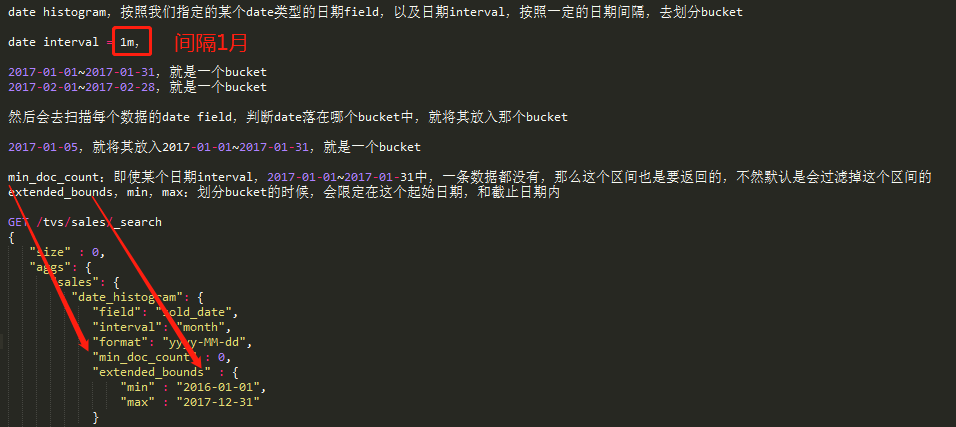 date histogram，按照我们指定的某个date类型的日期field，以及日期interval，按照一定的日期间隔，去划分bucket
date interval = 1m， 间隔1月
2017-01-01~2017-01-31，就是一个bucket
2017-02-01~2017-02-28，就是一个bucket
然后会去扫描每个数据的date field，判断date落在哪个bucket中，就将其放入那个bucket
2017-01-05，就将其放入2017-01-01~2017-01-31，就是一个bucket
min_doc_count：即使某个日期interval，2017-01-01~2017-01-31中，一条数据都没有，那么这个区间也是要返回的，不然默认是会过滤掉这个区间的
extended_bounds，min，max：划分bucket的时候，会限定在这个起始日期，和截止日期内
GET /tvs/sales/_search
{
"size" : 0,
"aggs": {
"sales": {
"date_histogram": {
"field": "sold_date",
"interval": "month",
"format": "yyyy-MM-dd",
"min_doc_count" : 0,
"extended_bounds" : {
"min" : "2016-01-01",
"max" : "2017-12-31"
}